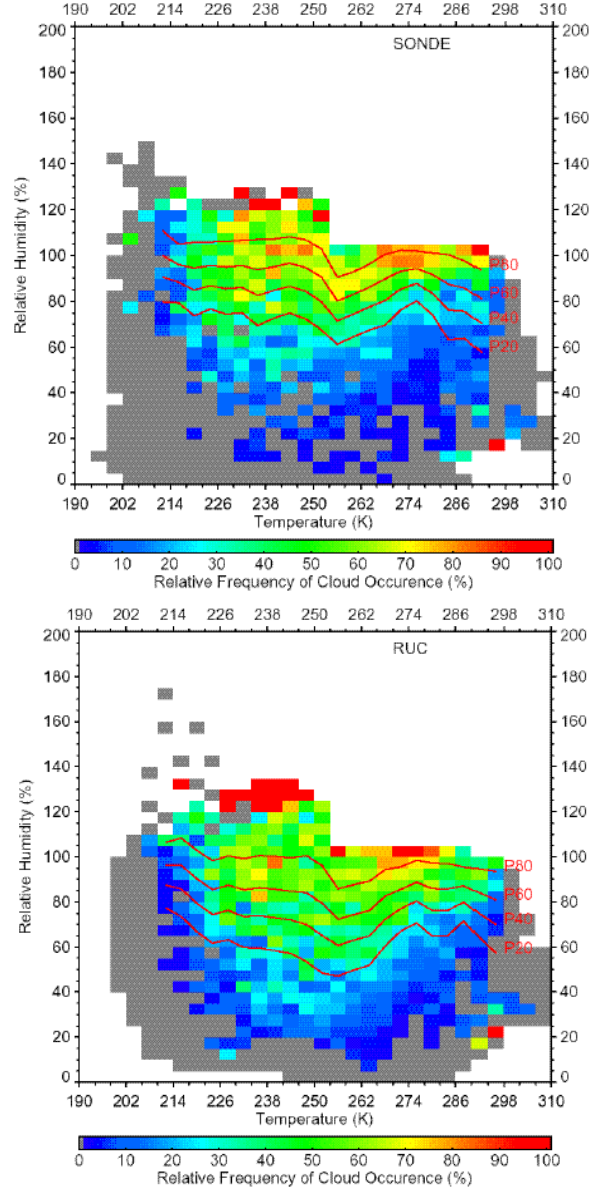 190 202 214 226 238 250 262 274 286 298 310
200 200
SONDE
180 180
160 160
140 140
120 120
100 100
P80
80 80
P60
P40
60 60
P20
40 40
20 20
0 0
Relative Humidity (%)
190 202 214 226 238 250 262 274 286 298 310
Temperature (K)
0 10 20 30 40 50 60 70 80 90 100
Relative Frequency of Cloud Occurence (%)
190 202 214 226 238 250 262 274 286 298 310
200 200
RUC
180 180
160 160
140 140
120 120
100 100
P80
80 80
P60
P40
60 60
P20
40 40
20 20
0 0
Relative Humidity (%)
190 202 214 226 238 250 262 274 286 298 310
Temperature (K)
0 10 20 30 40 50 60 70 80 90 100
Relative Frequency of Cloud Occurence (%)